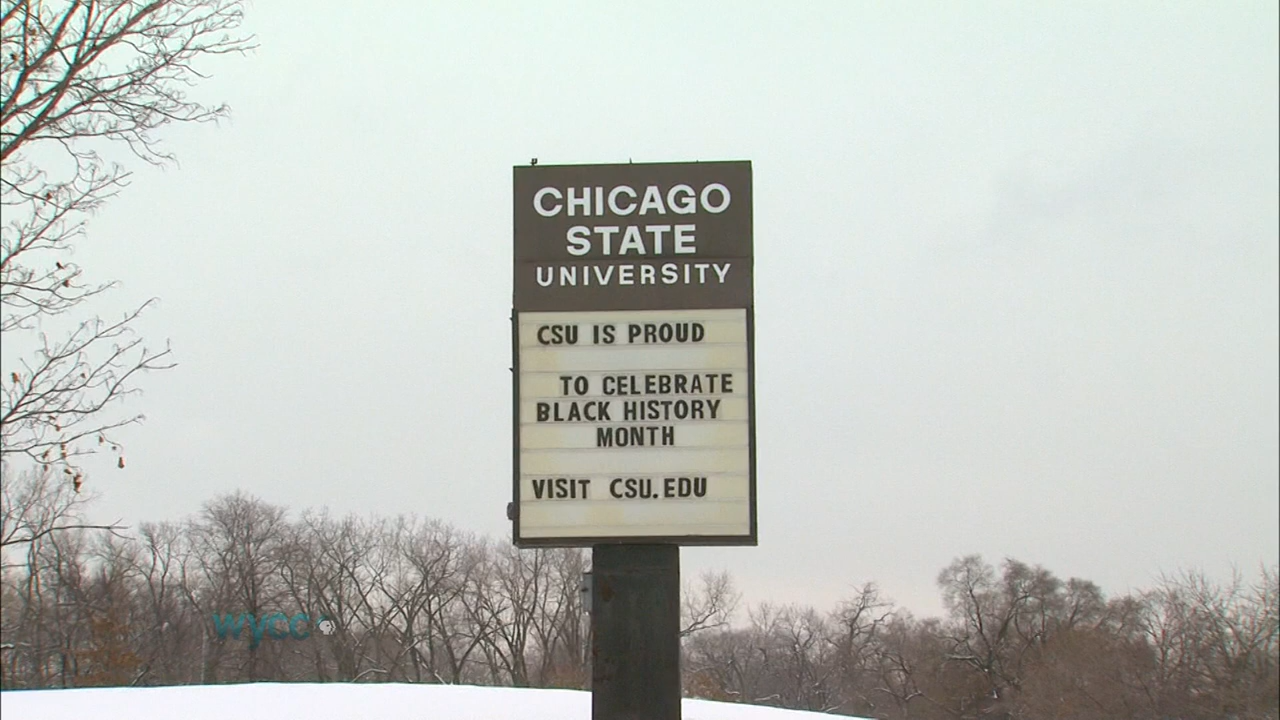 CHICAGO
STATE
UNIVERSITY
CSU IS PROUD
TO CELEBRATE
BLACK HISTORY
MONTH
VISIT CSU.EDU
wycc